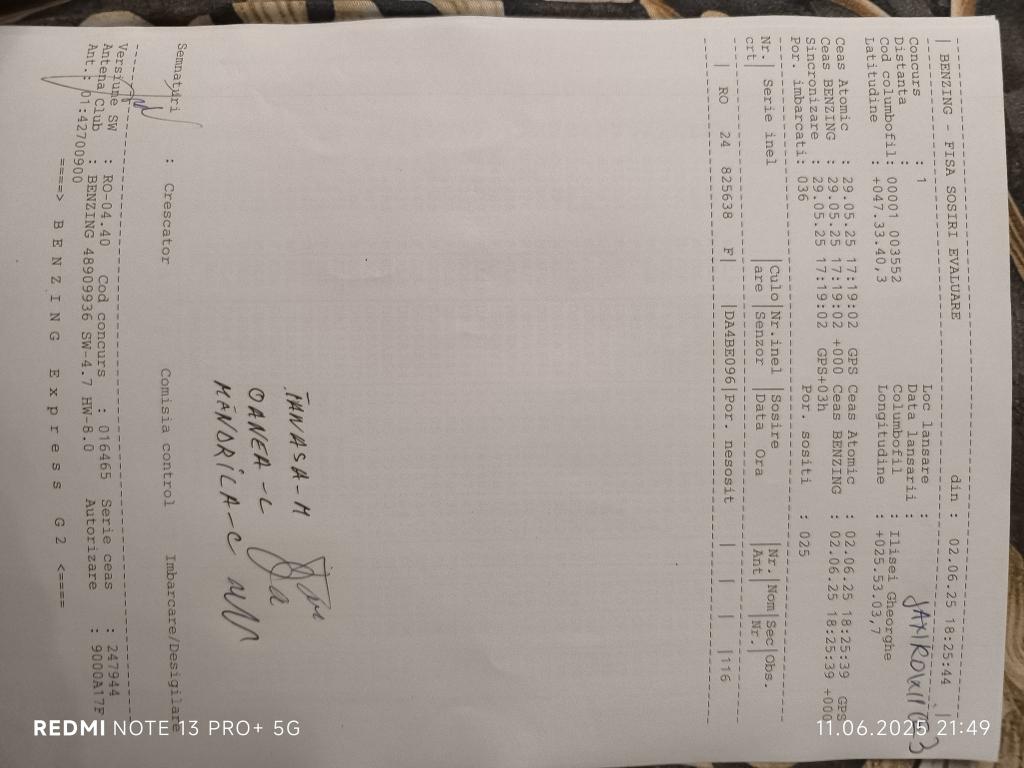 | BENZING - FISA SOSIRI EVALUARE din : 02.06.25 18:25:44 |
Concurs : 1 Loc lansare :
Distanta : Data lansarii :
Cod columbofil: 00001 003552 Columbofil : Ilisei Gheorghe
Latitudine : +047.33.40,3 Longitudine : +025.53.03,7
Ceas Atomic : 29.05.25 17:19:02 GPS Ceas Atomic : 02.06.25 18:25:39 GPS
Ceas BENZING : 29.05.25 17:19:02 +000 Ceas BENZING : 02.06.25 18:25:39 +000
Sincronizare : 29.05.25 17:19:02 GPS+03h
Por. imbarcati: 036 Por. sositi : 025
Nr.| Serie inel |Culo|Nr.inel |Sosire Nr.|Nom|Sec|Obs.
crt| |are |Senzor |Data Ora |Ant| |Nr.|
| RO 24 825638 F| |DA4BE096|Por. nesosit | | | |116
TANASA-M
OANEA-C
MANDRILA-C
Semnaturi : Crescator Comisia control Imbarcare/Desigilare
Versiune SW : RO-04.40 Cod concurs : 016465 Serie ceas : 247944
Antena Club : BENZING 48909936 SW-4.7 HW-8.0 Autorizare : 9000A17F
Ant.: 01:42700900
====> B E N Z I N G E x p r e s s G 2 <====
REDMI NOTE 13 PRO+ 5G
11.06.2025 21:49